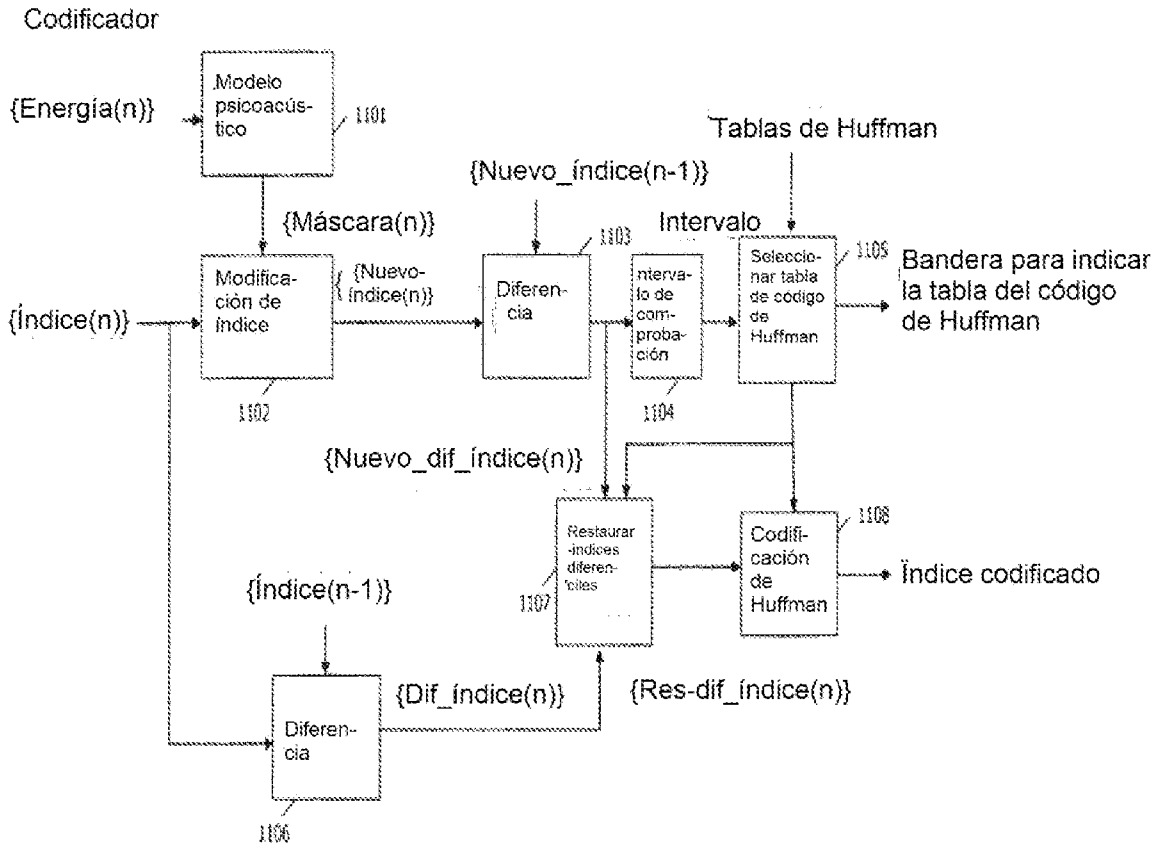 Codificador
{Energía(n)}
Modelo
psicoacús-
tico
1101
Tablas de Huffman
{Nuevo_índice(n-1)}
{Máscara(n)}
Intervalo
1103
1105
{Índice(n)}
Modifica-
ción de
índice
{Nuevo-
índice(n)}
Diferen-
cia
nterva-
lo de
com-
proba-
ción
Seleccio-
nar tabla
de código
de
Huffman
Bandera para indicar
la tabla del código
de Huffman
1102
1104
{Nuevo_dif_índice(n)}
1108
Restaurar
-indices
diferen-
ciles
Codifi-
cación
de
Huffman
Ïndice codificado
1107
{Índice(n-1)}
{Dif_índice(n)}
{Res-dif_índice(n)}
Diferen-
cia
1106